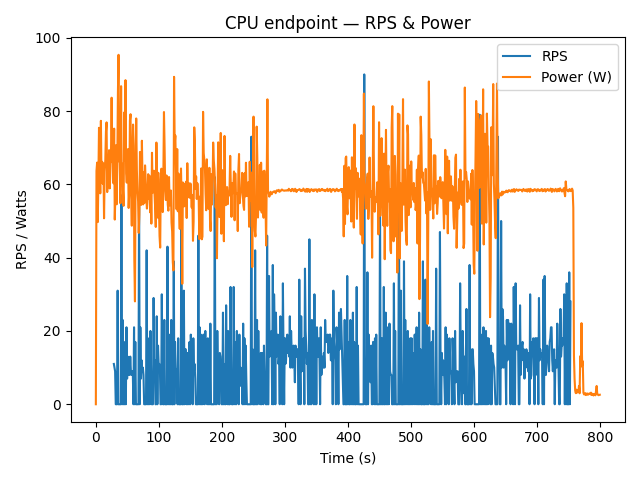 CPU endpoint — RPS & Power
RPS
Power (W)
RPS / Watts
100
80
60
40
20
0
0 100 200 300 400 500 600 700 800
Time (s)